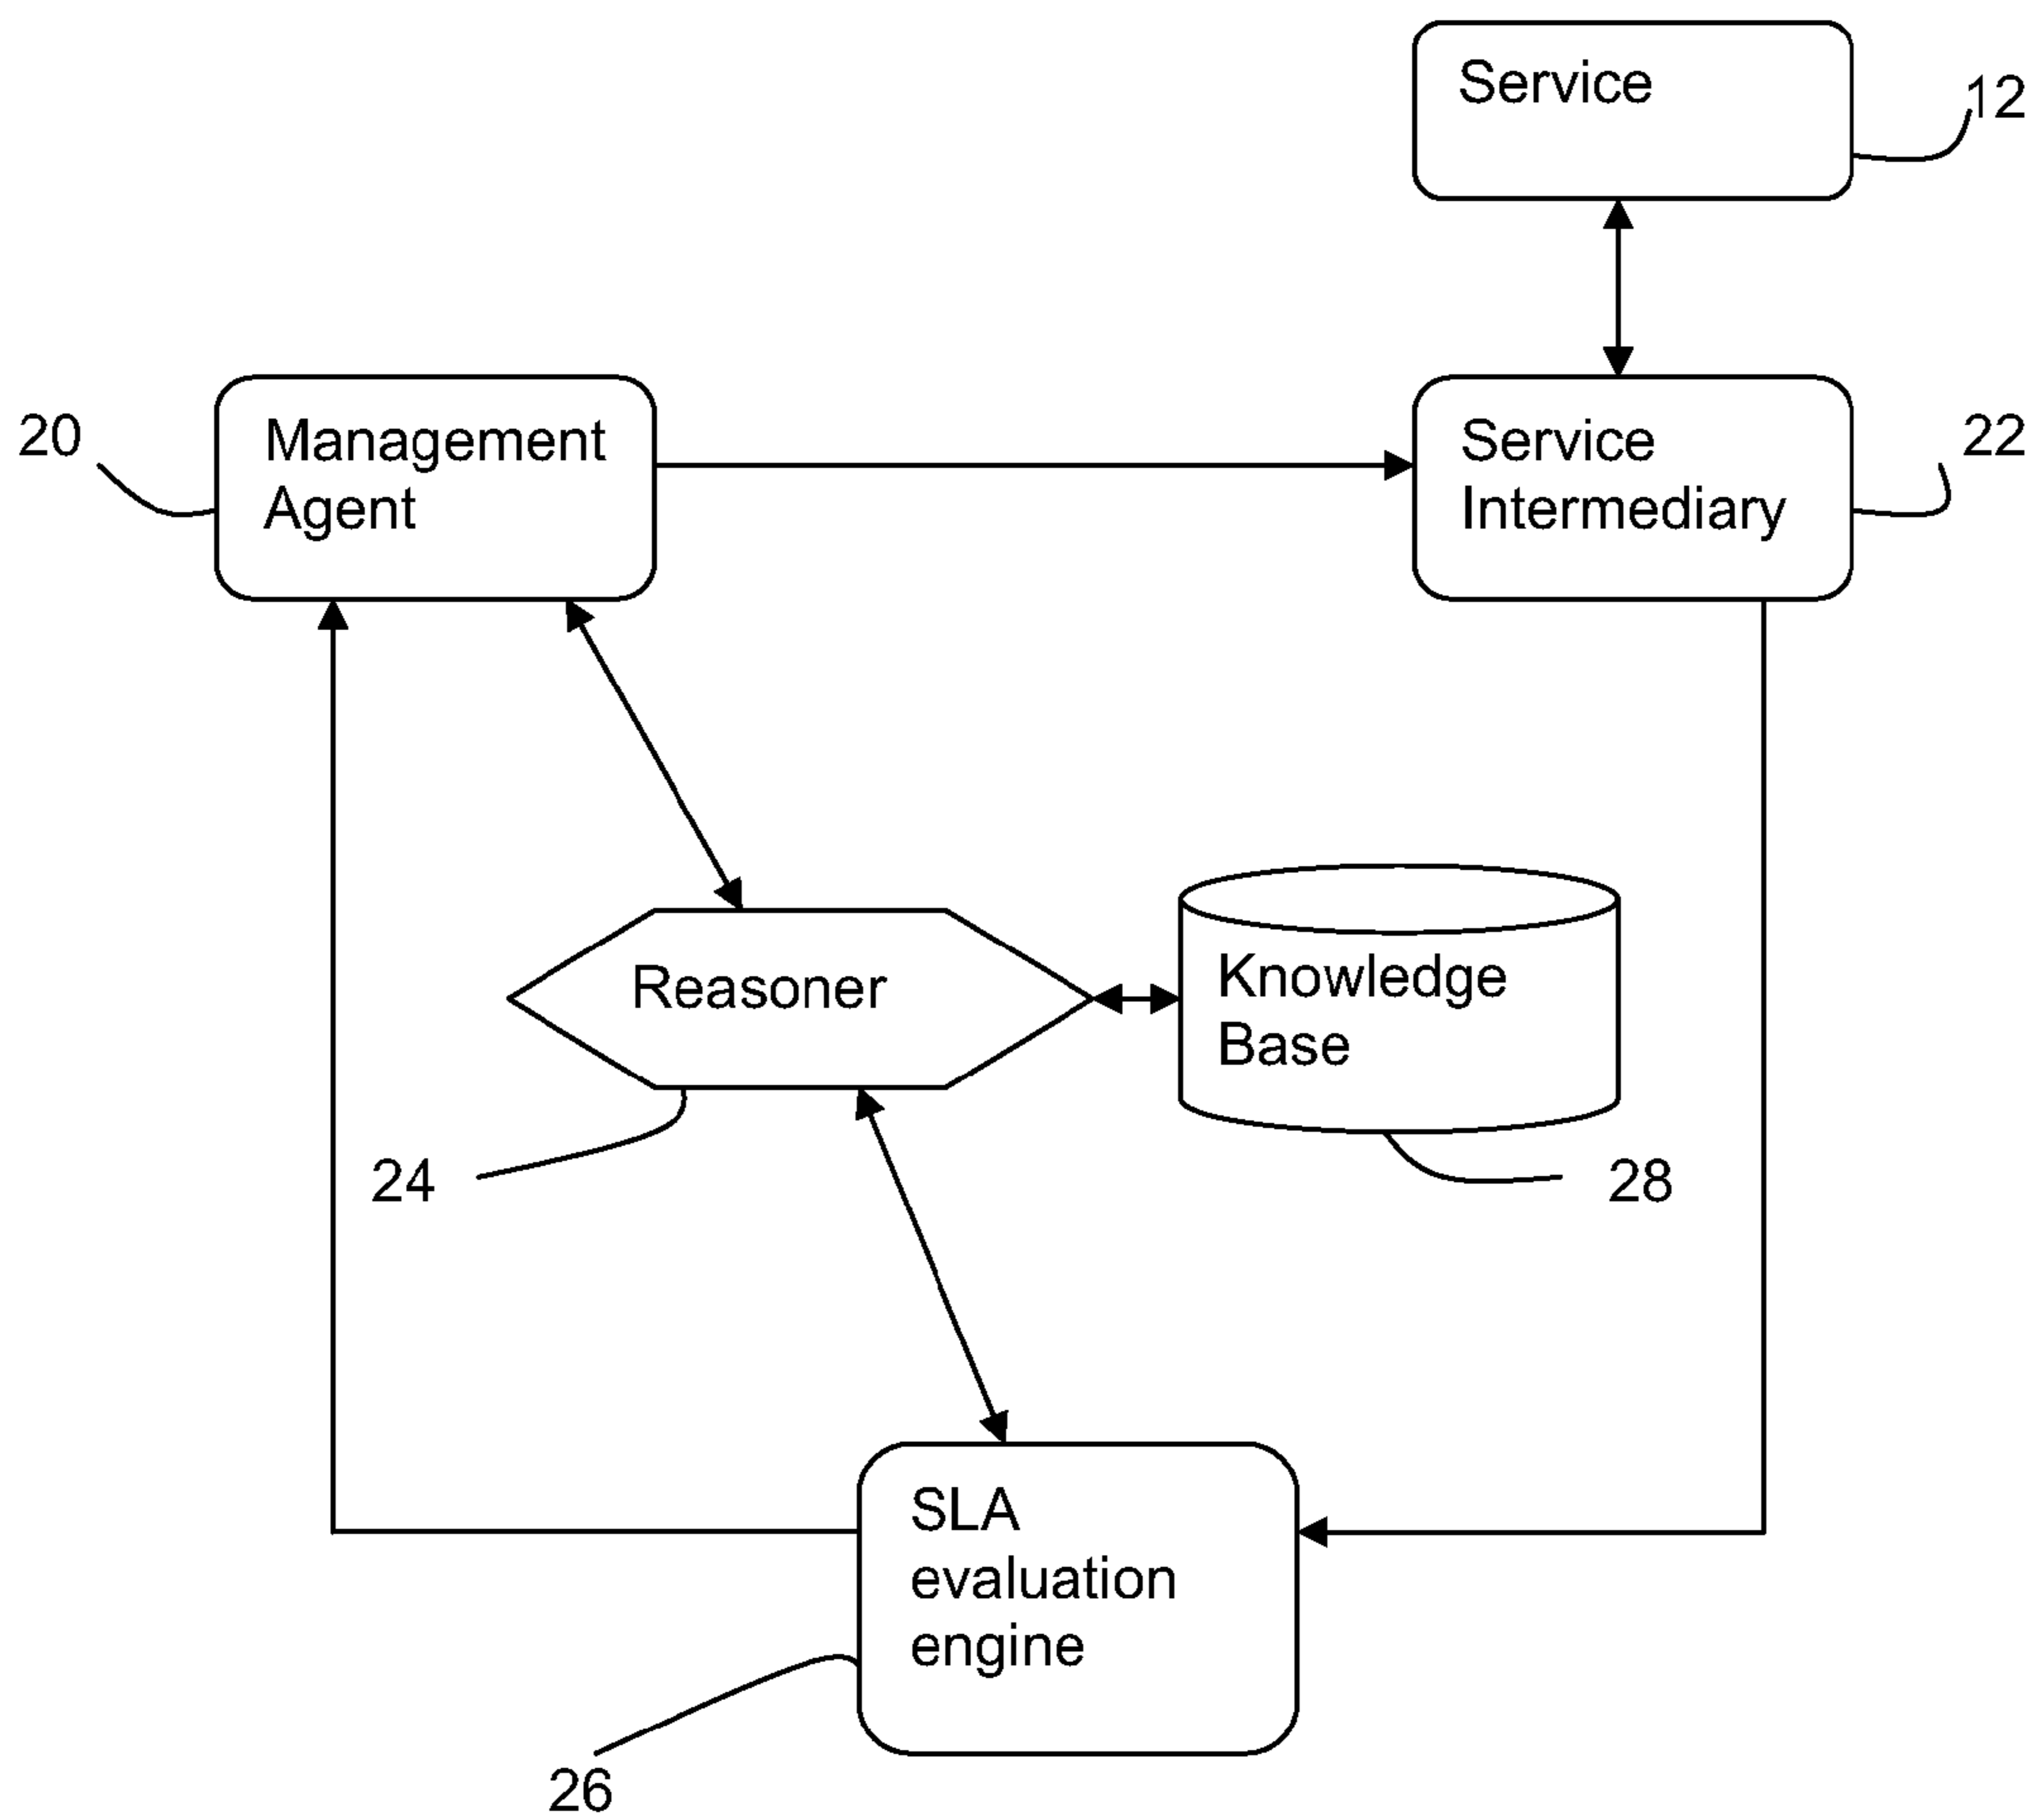 Service
12
20
Management
Agent
Service
Intermediary
22
Reasoner
Knowledge
Base
24
28
SLA
evaluation
engine
26